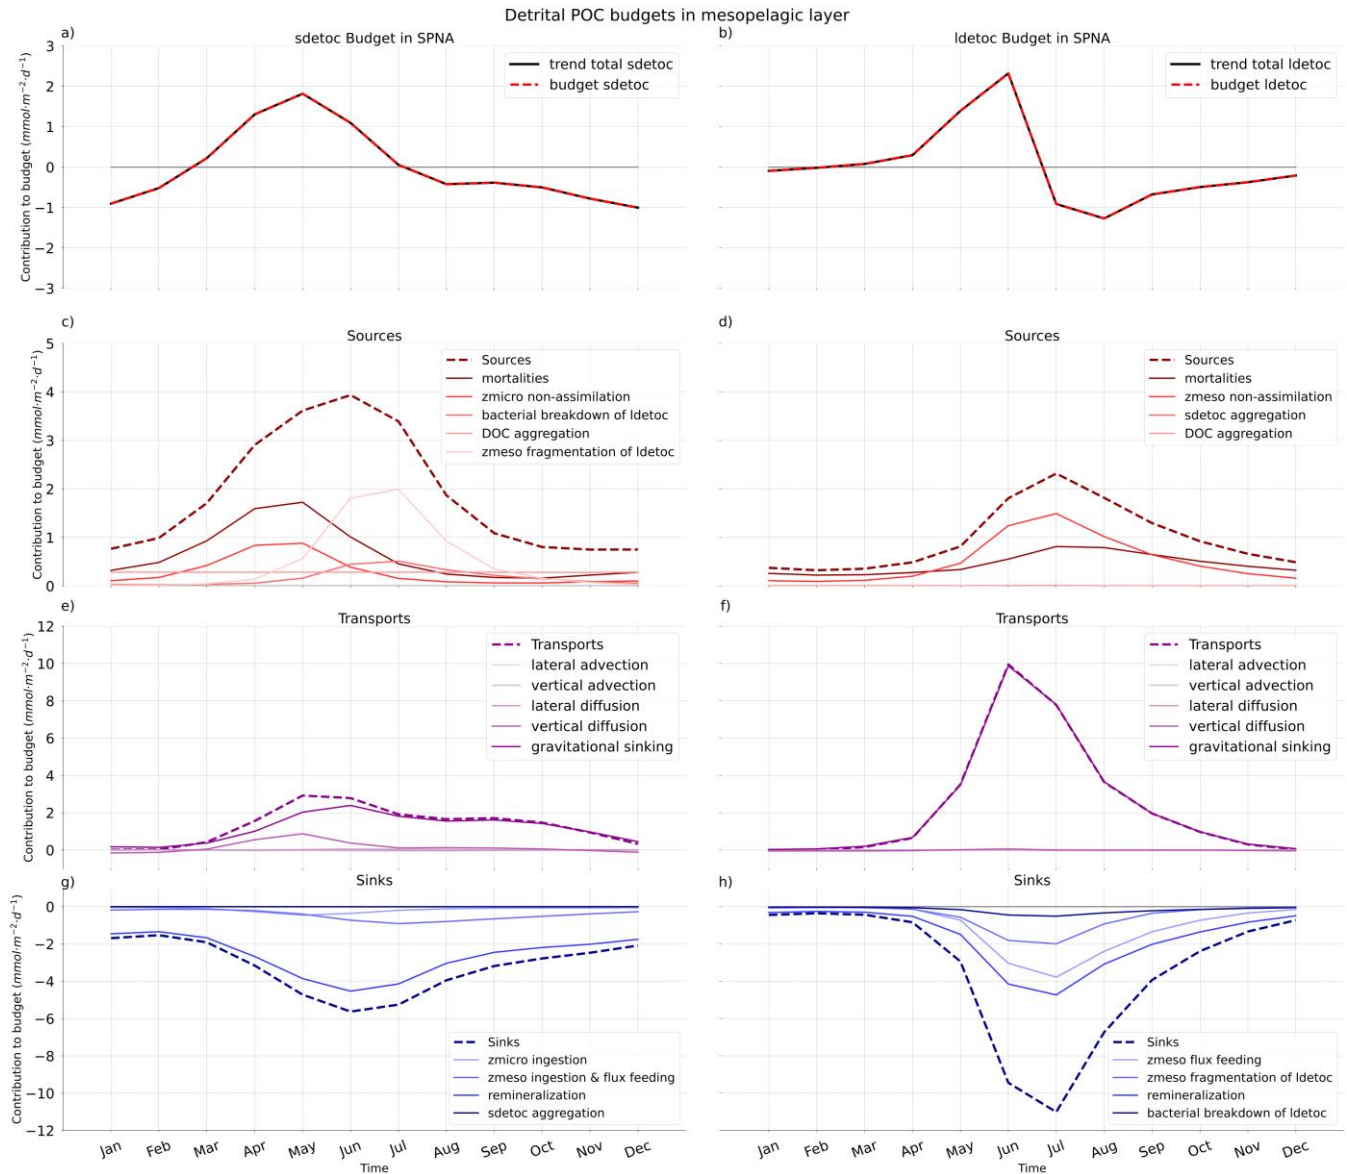 Detrital POC budgets in mesopelagic layer
a)
sdetoc Budget in SPNA
3
2
1
0
−1
−2
−3
Contribution to budget (mmol·m−2·d−1)
trend total sdetoc
budget sdetoc
b)
ldetoc Budget in SPNA
trend total ldetoc
budget ldetoc
c)
Sources
5
4
3
2
1
0
Contribution to budget (mmol·m−2·d−1)
Sources
mortalities
zmicro non-assimilation
bacterial breakdown of ldetoc
DOC aggregation
zmeso fragmentation of ldetoc
d)
Sources
Sources
mortalities
zmeso non-assimilation
sdetoc aggregation
DOC aggregation
e)
Transports
12
10
8
6
4
2
0
Contribution to budget (mmol·m−2·d−1)
Transports
lateral advection
vertical advection
lateral diffusion
vertical diffusion
gravitational sinking
f)
Transports
Transports
lateral advection
vertical advection
lateral diffusion
vertical diffusion
gravitational sinking
g)
Sinks
0
−2
−4
−6
−8
−10
−12
Contribution to budget (mmol·m−2·d−1)
Sinks
zmicro ingestion
zmeso ingestion & flux feeding
remineralization
sdetoc aggregation
Jan Feb Mar Apr May Jun Jul Aug Sep Oct Nov Dec
Time
h)
Sinks
Sinks
zmeso flux feeding
zmeso fragmentation of ldetoc
remineralization
bacterial breakdown of ldetoc
Jan Feb Mar Apr May Jun Jul Aug Sep Oct Nov Dec
Time